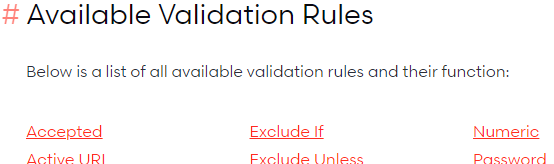 # Available Validation Rules
Below is a list of all available validation rules and their function:
Accepted Exclude If Numeric
Active URL Exclude Unless Password